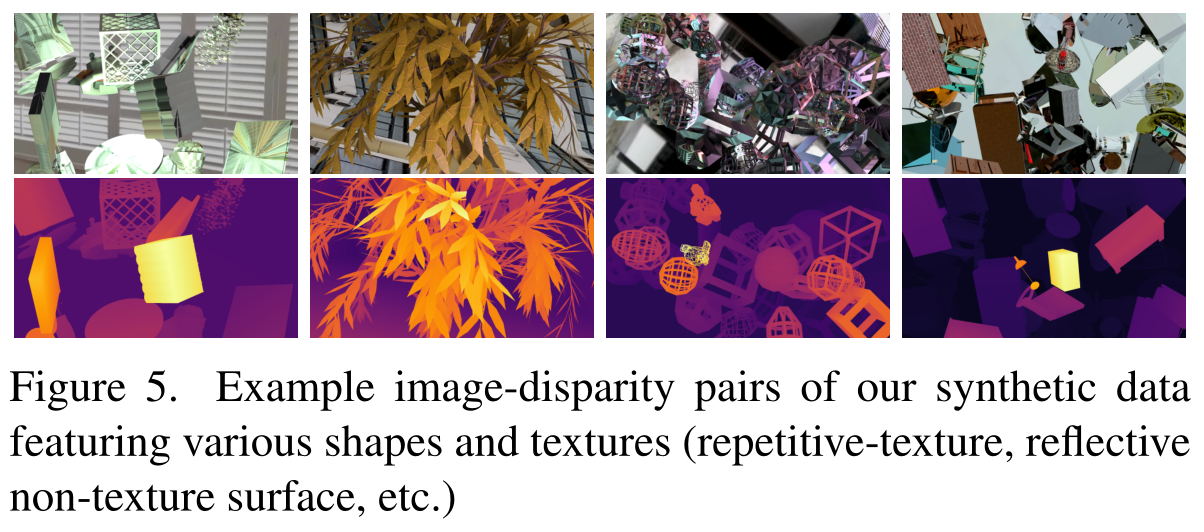 Figure 5. Example image-disparity pairs of our synthetic data
featuring various shapes and textures (repetitive-texture, reflective
non-texture surface, etc.)